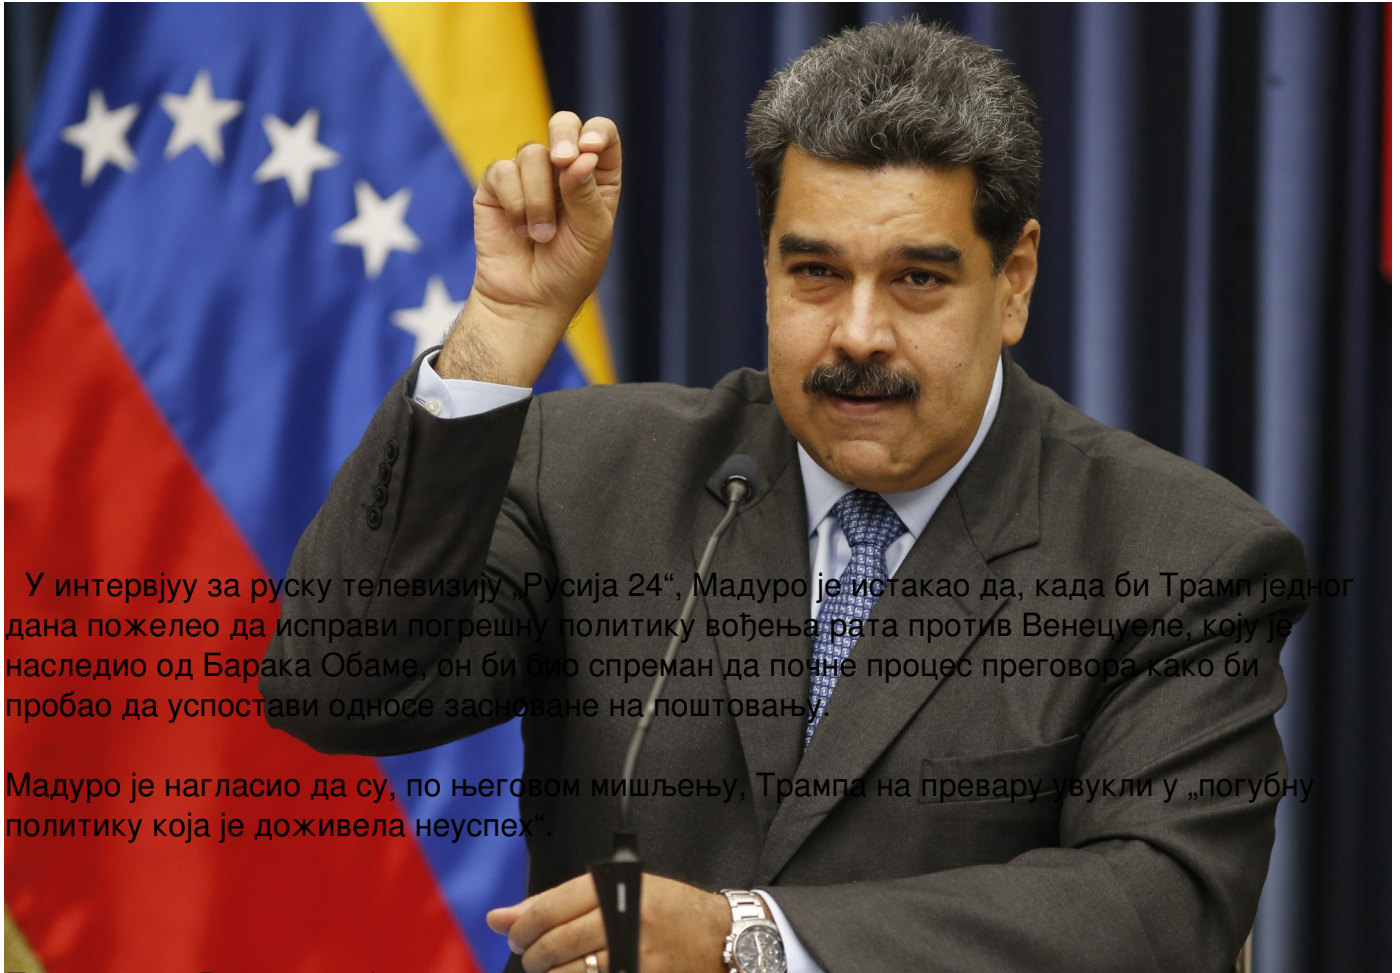 У интервјуу за руску телевизију „Русија 24“, Мадуро је истакао да, када би Трамп једног
дана пожелео да исправи погрешну политику вођења рата против Венецуеле, коју је
наследио од Барака Обаме, он би био спреман да почне процес преговора како би
пробао да успостави односе засноване на поштовању.
Мадуро је нагласио да су, по његовом мишљењу, Трампа на превару увукли у „погубну
политику која је доживела неуспех“.